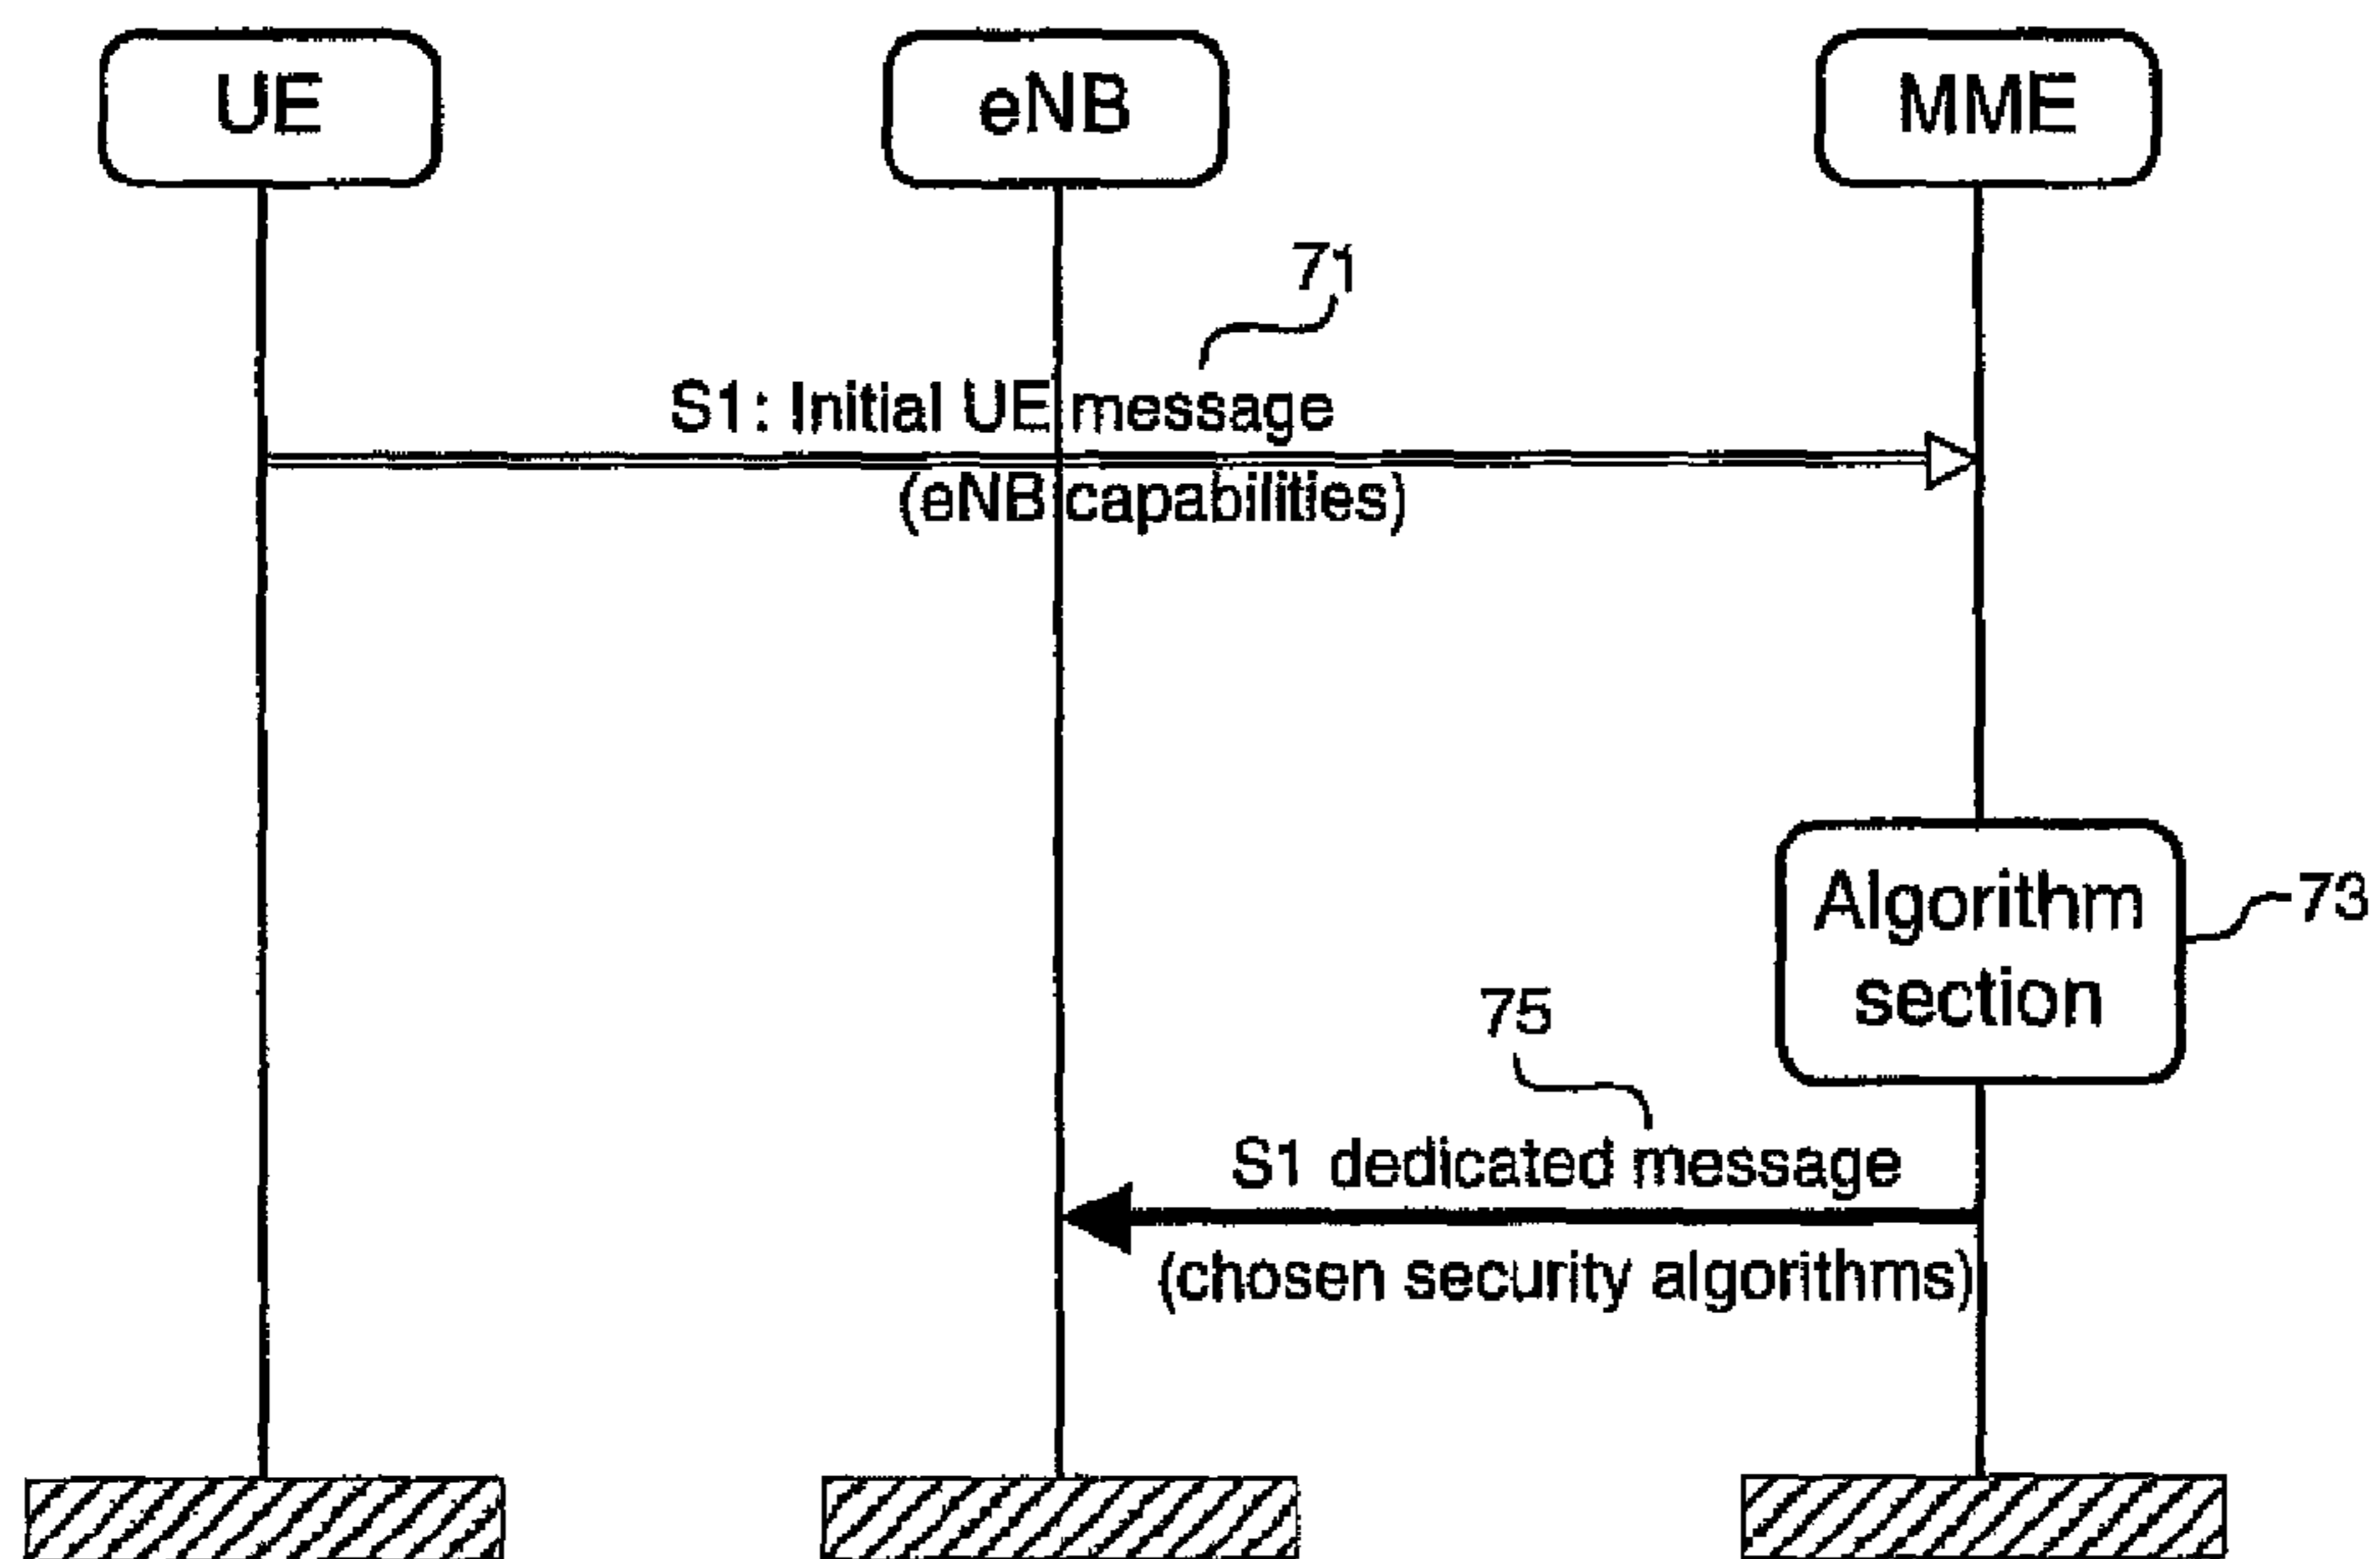 UE
eNB
MME
71
S1: Initial UE message
(eNB capabilities)
Algorithm
section
73
75
S1 dedicated message
(chosen security algorithms)